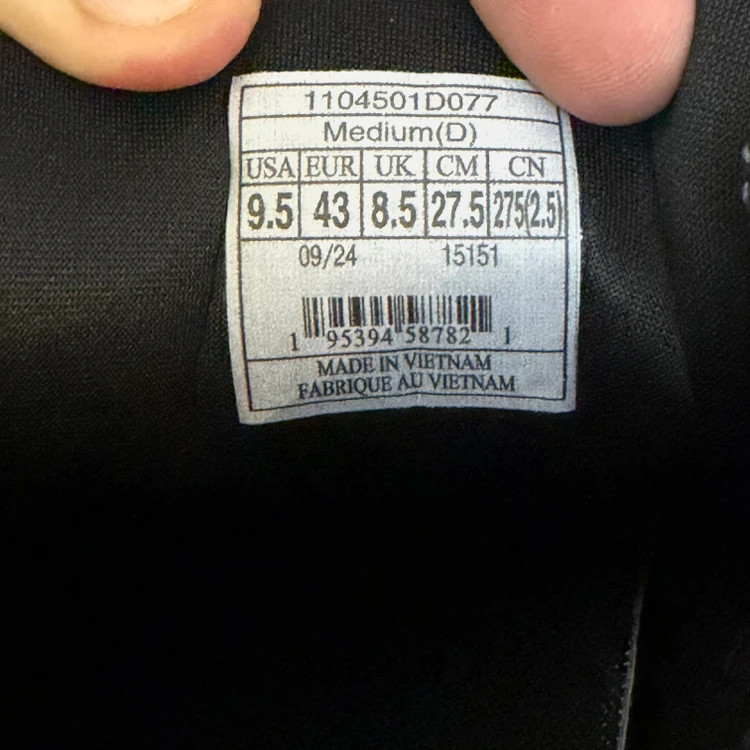 1104501D077
Medium(D)
USA EUR UK CM CN
9.5 43 8.5 27.5 275(2.5)
09/24 15151
1 95394 58782 1
MADE IN VIETNAM
FABRIQUE AU VIETNAM